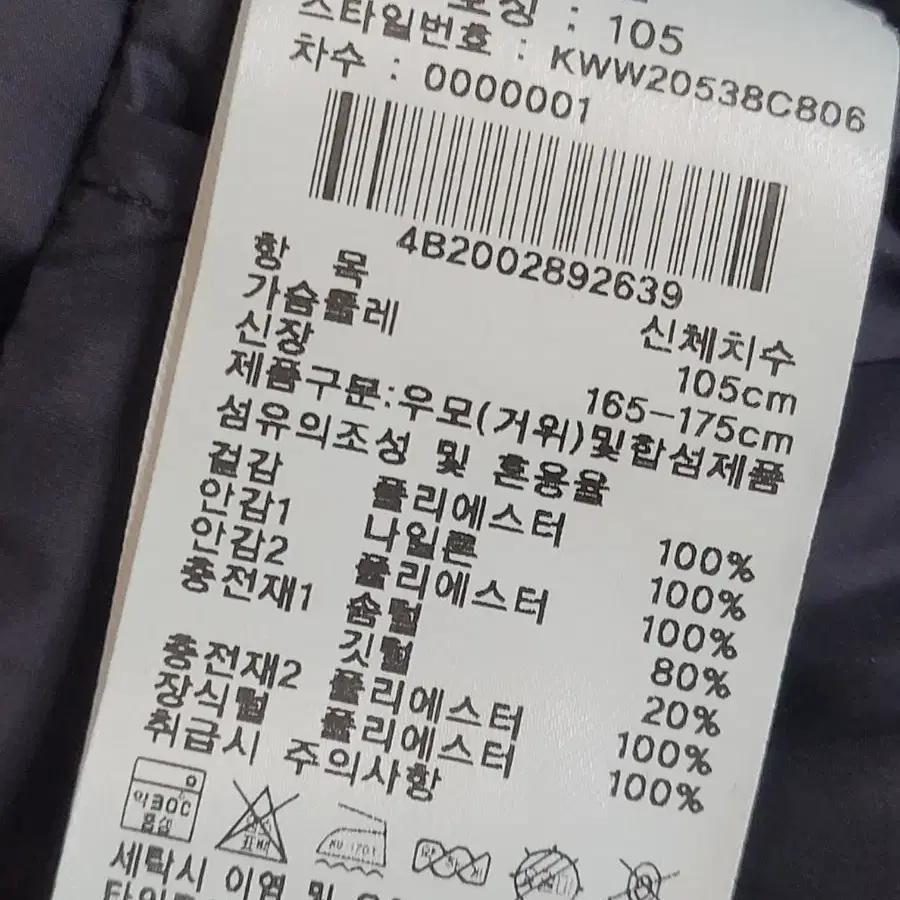 호칭 : 105
스타일번호 : KWW20538C806
차수 : 0000001
4B2002892639
항 목 신체치수
가슴둘레 105cm
신장 165-175cm
제품구분:우모(거위)및합섬제품
섬유의조성 및 혼용율
겉감 폴리에스터 100%
안감1 나일론 100%
안감2 폴리에스터 100%
충전재1 솜털 80%
깃털 20%
충전재2 폴리에스터 100%
장식털 폴리에스터 100%
취급시 주의사항
약30℃
중성
세탁시 이염 및